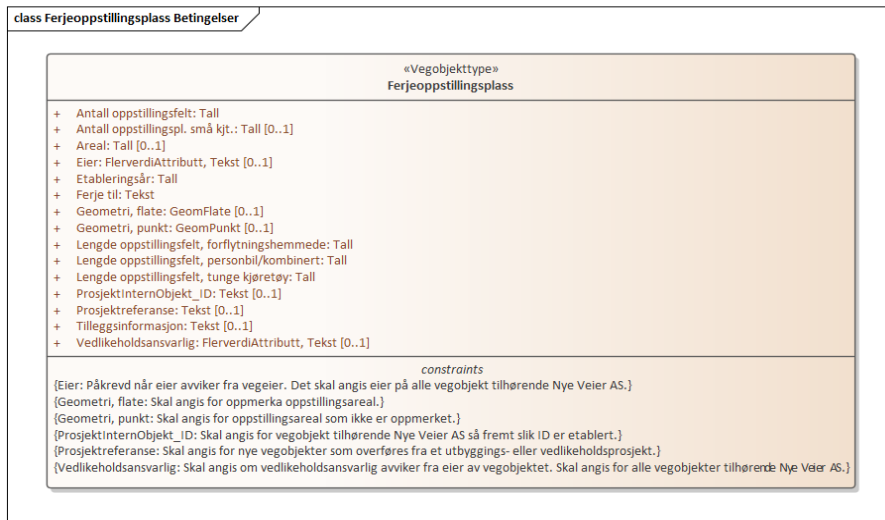 class Ferjeoppstillingsplass Betingelser
«Vegobjekttype»
Ferjeoppstillingsplass
+ Antall oppstillingsfelt: Tall
+ Antall oppstillingspl. små kjt.: Tall [0..1]
+ Areal: Tall [0..1]
+ Eier: FlerverdiAttributt, Tekst [0..1]
+ Etableringsår: Tall
+ Ferje til: Tekst
+ Geometri, flate: GeomFlate [0..1]
+ Geometri, punkt: GeomPunkt [0..1]
+ Lengde oppstillingsfelt, forflytningshemmede: Tall
+ Lengde oppstillingsfelt, personbil/kombinert: Tall
+ Lengde oppstillingsfelt, tunge kjøretøy: Tall
+ ProsjektInternObjekt_ID: Tekst [0..1]
+ Prosjektreferanse: Tekst [0..1]
+ Tilleggsinformasjon: Tekst [0..1]
+ Vedlikeholdsansvarlig: FlerverdiAttributt, Tekst [0..1]
constraints
{Eier: Påkrevd når eier avviker fra vegeier. Det skal angis eier på alle vegobjekt tilhørende Nye Veier AS.}
{Geometri, flate: Skal angis for oppmerka oppstillingsareal.}
{Geometri, punkt: Skal angis for oppstillingsareal som ikke er oppmerket.}
{ProsjektInternObjekt_ID: Skal angis for vegobjekt tilhørende Nye Veier AS så fremt slik ID er etablert.}
{Prosjektreferanse: Skal angis for nye vegobjekter som overføres fra et utbyggings- eller vedlikeholdsprosjekt.}
{Vedlikeholdsansvarlig: Skal angis om vedlikeholdsansvarlig avviker fra eier av vegobjektet. Skal angis for alle vegobjekter tilhørende Nye Veier AS.}